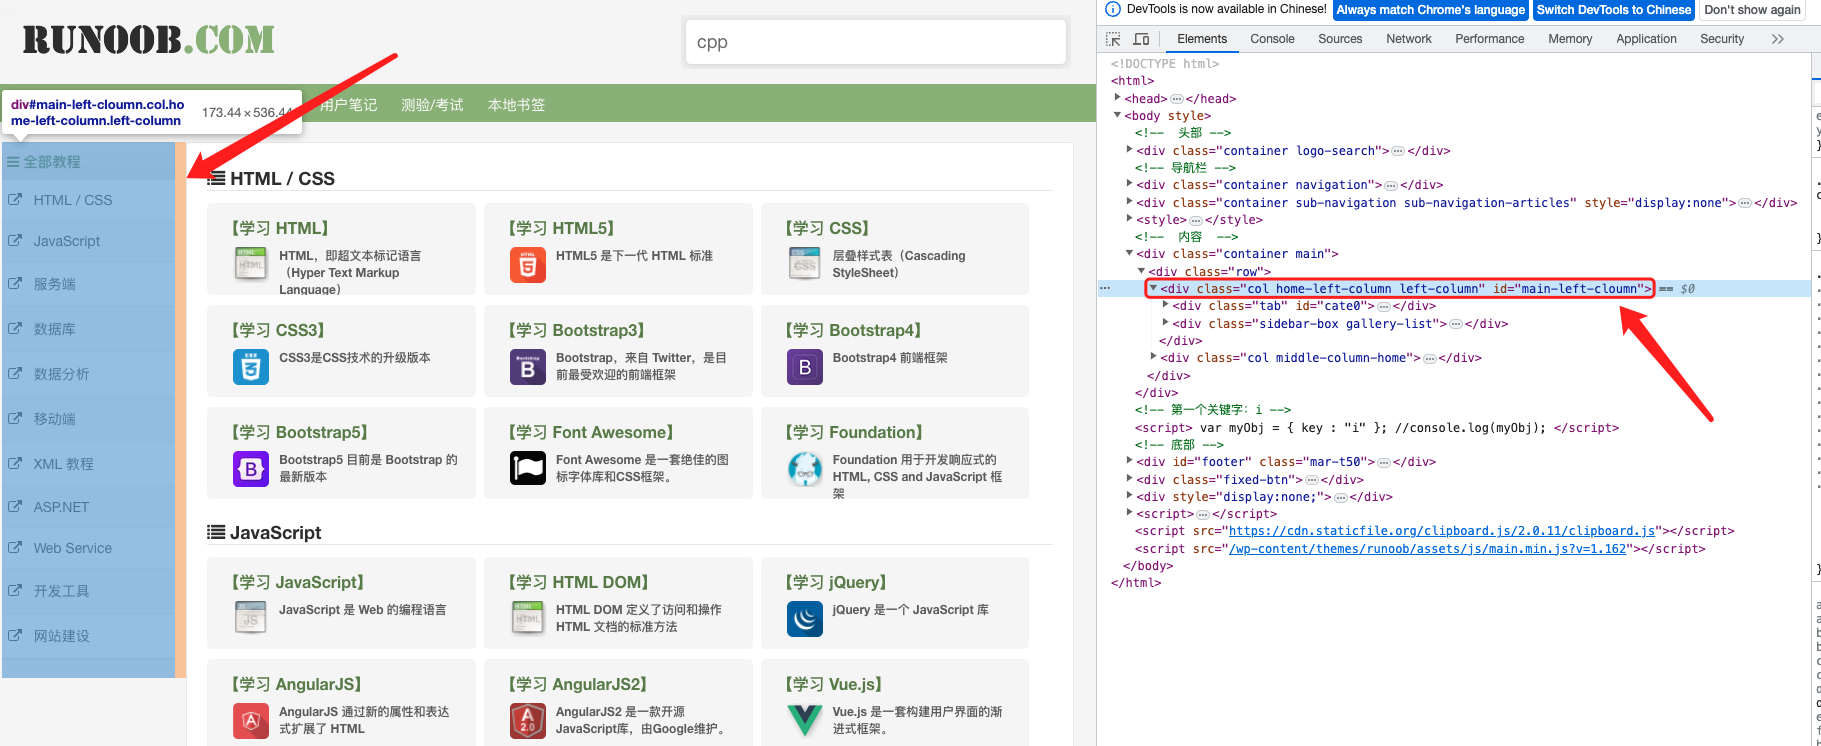 RUNOOB.COM
cpp
用户笔记 测验/考试 本地书签
div#main-left-cloumn.col.ho
me-left-column.left-column
173.44 × 536.44
全部教程
HTML / CSS
JavaScript
服务端
数据库
数据分析
移动端
XML 教程
ASP.NET
Web Service
开发工具
网站建设
HTML / CSS
【学习 HTML】
HTML，即超文本标记语言
（Hyper Text Markup
Language）
【学习 HTML5】
HTML5 是下一代 HTML 标准
【学习 CSS】
层叠样式表（Cascading
StyleSheet）
【学习 CSS3】
CSS3是CSS技术的升级版本
【学习 Bootstrap3】
Bootstrap，来自 Twitter，是目
前最受欢迎的前端框架
【学习 Bootstrap4】
Bootstrap4 前端框架
【学习 Bootstrap5】
Bootstrap5 目前是 Bootstrap 的
最新版本
【学习 Font Awesome】
Font Awesome 是一套绝佳的图
标字体库和CSS框架。
【学习 Foundation】
Foundation 用于开发响应式的
HTML, CSS and JavaScript 框
架
JavaScript
【学习 JavaScript】
JavaScript 是 Web 的编程语言
【学习 HTML DOM】
HTML DOM 定义了访问和操作
HTML 文档的标准方法
【学习 jQuery】
jQuery 是一个 JavaScript 库
【学习 AngularJS】
AngularJS 通过新的属性和表达
式扩展了 HTML
【学习 AngularJS2】
AngularJS2 是一款开源
JavaScript库，由Google维护。
【学习 Vue.js】
Vue.js 是一套构建用户界面的渐
进式框架。
DevTools is now available in Chinese! Always match Chrome's language Switch DevTools to Chinese Don't show again
Elements Console Sources Network Performance Memory Application Security
<!DOCTYPE html>
<html>
<head>…</head>
<body style>
<!-- 头部 -->
<div class="container logo-search">…</div>
<!-- 导航栏 -->
<div class="container navigation">…</div>
<div class="container sub-navigation sub-navigation-articles" style="display:none">…</div>
<style>…</style>
<!-- 内容 -->
<div class="container main">
<div class="row">
<div class="col home-left-column left-column" id="main-left-cloumn"> == $0
<div class="tab" id="cate0">…</div>
<div class="sidebar-box gallery-list">…</div>
</div>
<div class="col middle-column-home">…</div>
</div>
</div>
<!-- 第一个关键字：i -->
<script> var myObj = { key : "i" }; //console.log(myObj); </script>
<!-- 底部 -->
<div id="footer" class="mar-t50">…</div>
<div class="fixed-btn">…</div>
<div style="display:none;">…</div>
<script>…</script>
<script src="https://cdn.staticfile.org/clipboard.js/2.0.11/clipboard.js"></script>
<script src="/wp-content/themes/runoob/assets/js/main.min.js?v=1.162"></script>
</body>
</html>